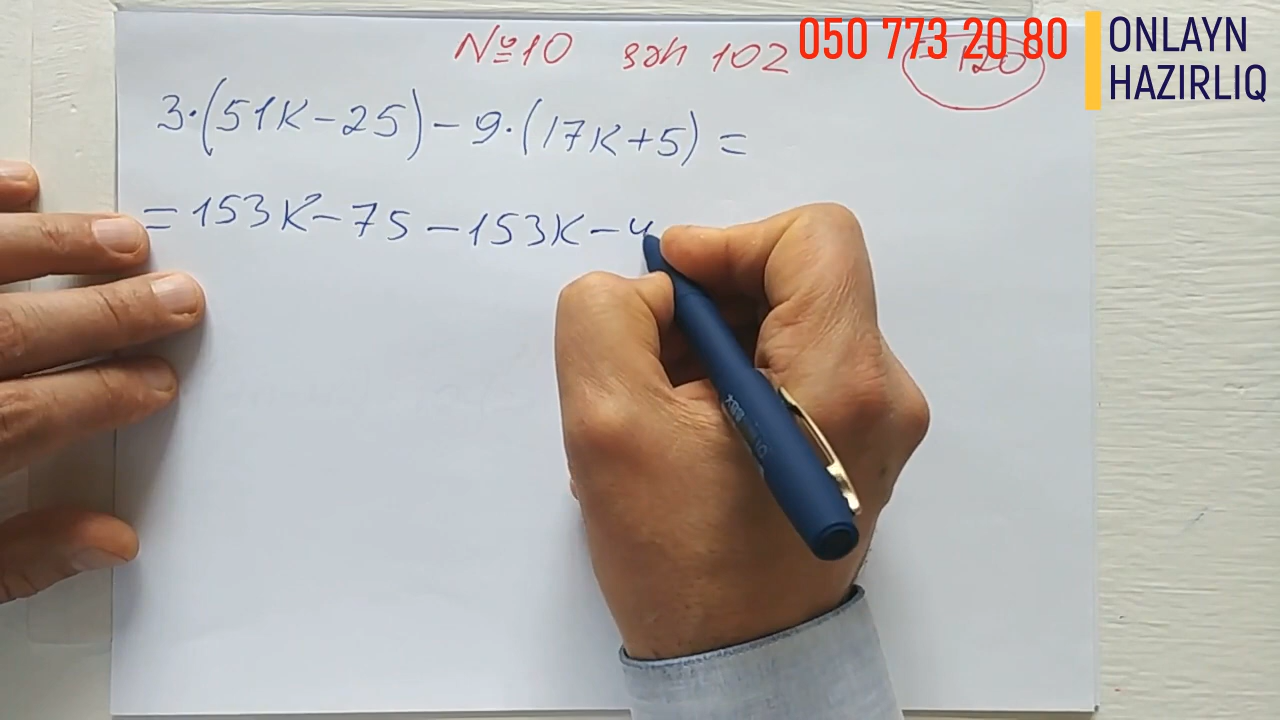 №10 səh 102
-120
050 773 20 80
ONLAYN
HAZIRLIQ
3·(51K-25)-9·(17K+5)=
=153K-75-153K-4